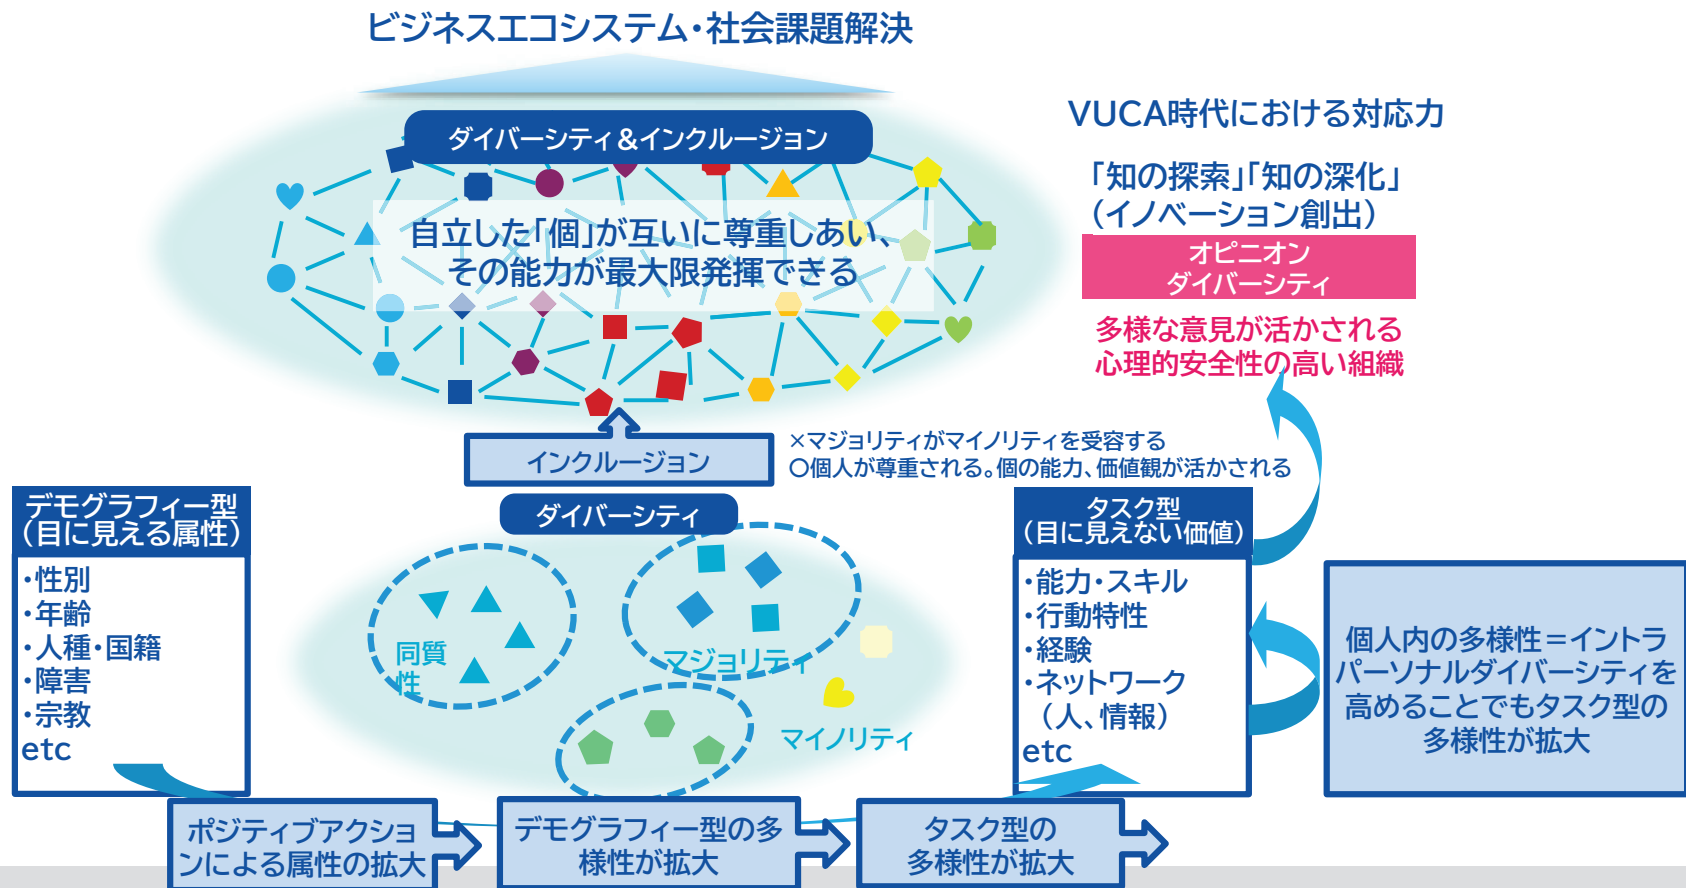 ビジネスエコシステム・社会課題解決
ダイバーシティ&インクルージョン
自立した「個」が互いに尊重しあい、
その能力が最大限発揮できる
VUCA時代における対応力
「知の探索」「知の深化」
(イノベーション創出)
オピニオン
ダイバーシティ
多様な意見が活かされる
心理的安全性の高い組織
インクルージョン
×マジョリティがマイノリティを受容する
〇個人が尊重される。個の能力、価値観が活かされる
デモグラフィー型
(目に見える属性)
・性別
・年齢
・人種・国籍
・障害
・宗教
etc
ダイバーシティ
同質
性
マジョリティ
マイノリティ
タスク型
(目に見えない価値)
・能力・スキル
・行動特性
・経験
・ネットワーク
(人、情報)
etc
個人内の多様性=イントラ
パーソナルダイバーシティを
高めることでもタスク型の
多様性が拡大
ポジティブアクショ
ンによる属性の拡大
デモグラフィー型の多
様性が拡大
タスク型の
多様性が拡大